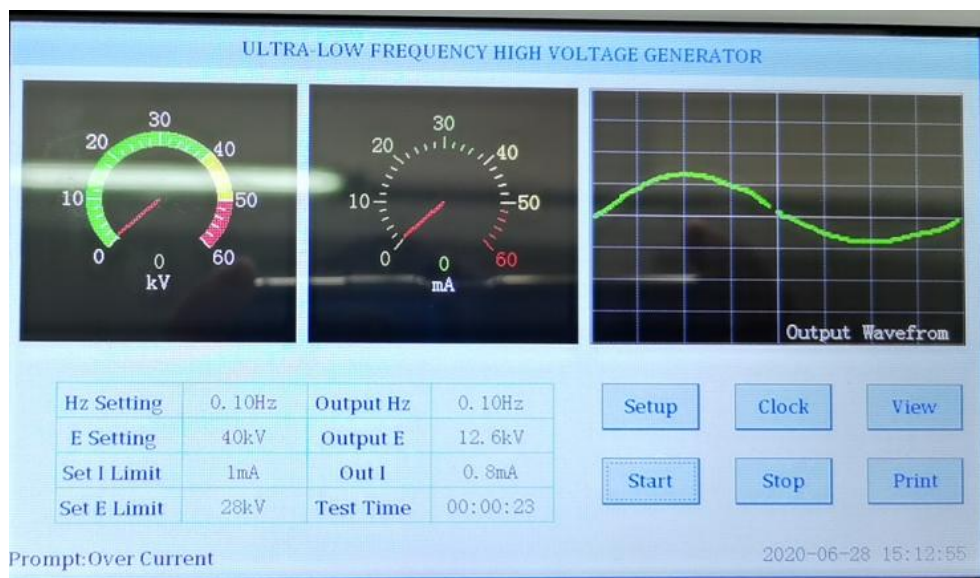 ULTRA-LOW FREQUENCY HIGH VOLTAGE GENERATOR
0 10 20 30 40 50 60
0
kV
0 10 20 30 40 50 60
0
mA
Output Wavefrom
Hz Setting 0.10Hz Output Hz 0.10Hz
E Setting 40kV Output E 12.6kV
Set I Limit 1mA Out I 0.8mA
Set E Limit 28kV Test Time 00:00:23
Setup Clock View
Start Stop Print
Prompt:Over Current
2020-06-28 15:12:55